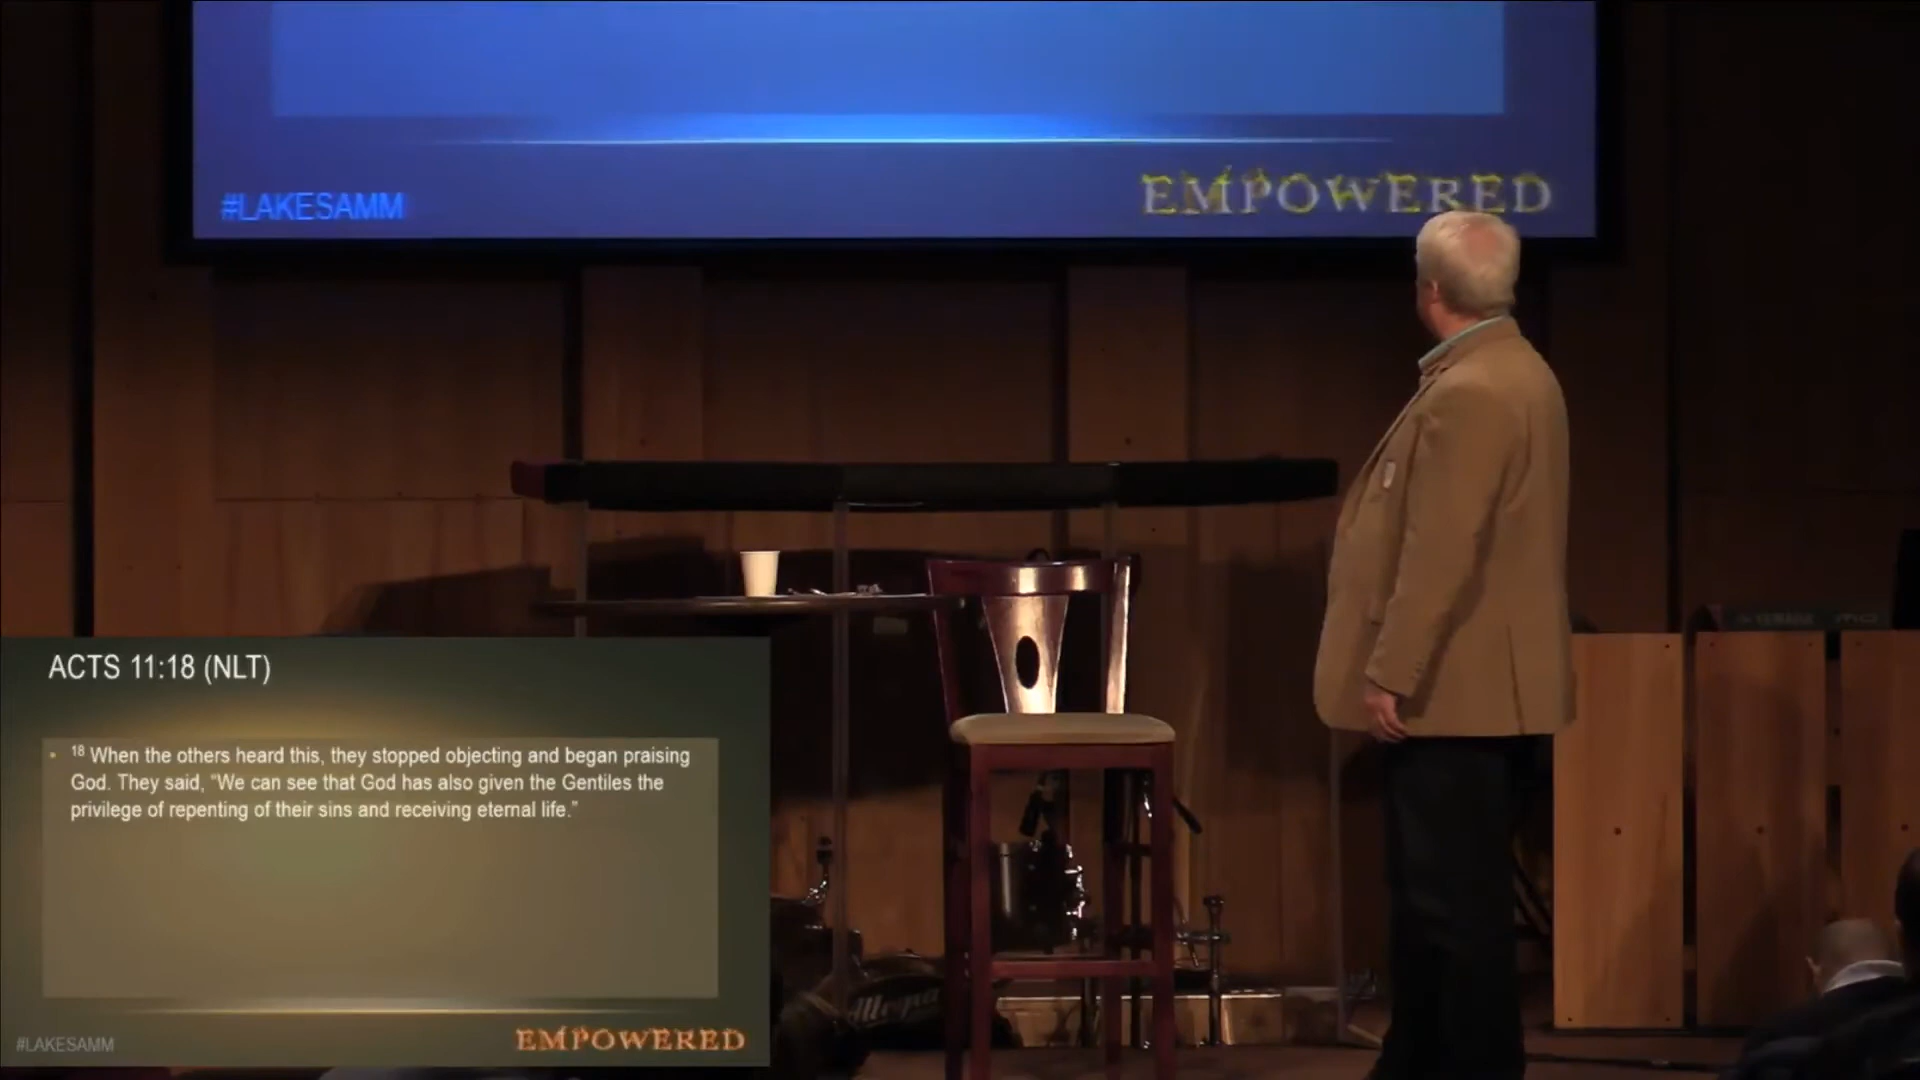 #LAKESAMM
EMPOWERED
ACTS 11:18 (NLT)
• 18 When the others heard this, they stopped objecting and began praising
God. They said, “We can see that God has also given the Gentiles the
privilege of repenting of their sins and receiving eternal life.”
#LAKESAMM
EMPOWERED
YAMAHA